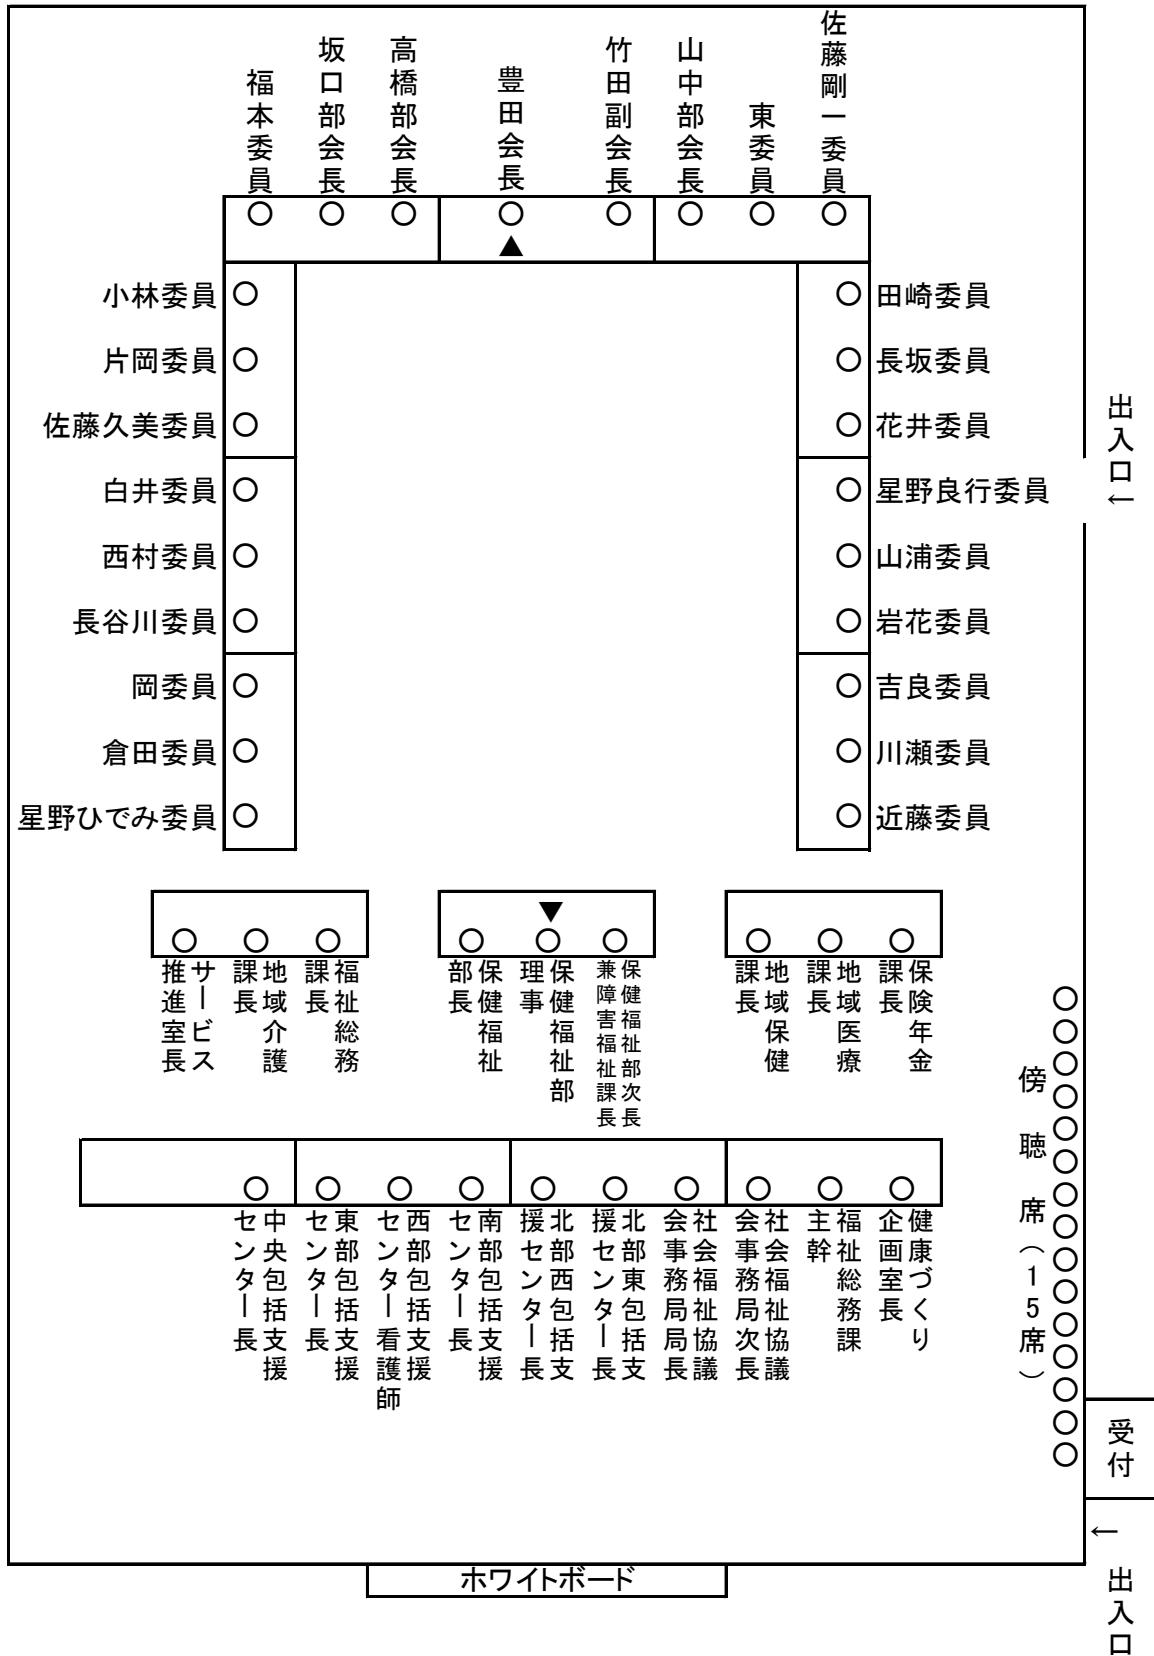 福本委員
坂口部会長
高橋部会長
豊田会長
竹田副会長
山中部会長
東委員
佐藤剛一委員
▲
小林委員
片岡委員
佐藤久美委員
白井委員
西村委員
長谷川委員
岡委員
倉田委員
星野ひでみ委員
田崎委員
長坂委員
花井委員
星野良行委員
山浦委員
岩花委員
吉良委員
川瀬委員
近藤委員
出入口←
▼
サービス
推進室長
地域介護
課長
福祉総務
課長
保健福祉
部長
保健福祉部
理事
保健福祉部次長
兼障害福祉課長
地域保健
課長
地域医療
課長
保険年金
課長
傍聴席(15席)
中央包括支援
センター長
東部包括支援
センター長
西部包括支援
センター看護師
南部包括支援
センター長
北部西包括支
援センター長
北部東包括支
援センター長
社会福祉協議
会事務局局長
社会福祉協議
会事務局次長
福祉総務課
主幹
健康づくり
企画室長
受付
←
出入口
ホワイトボード